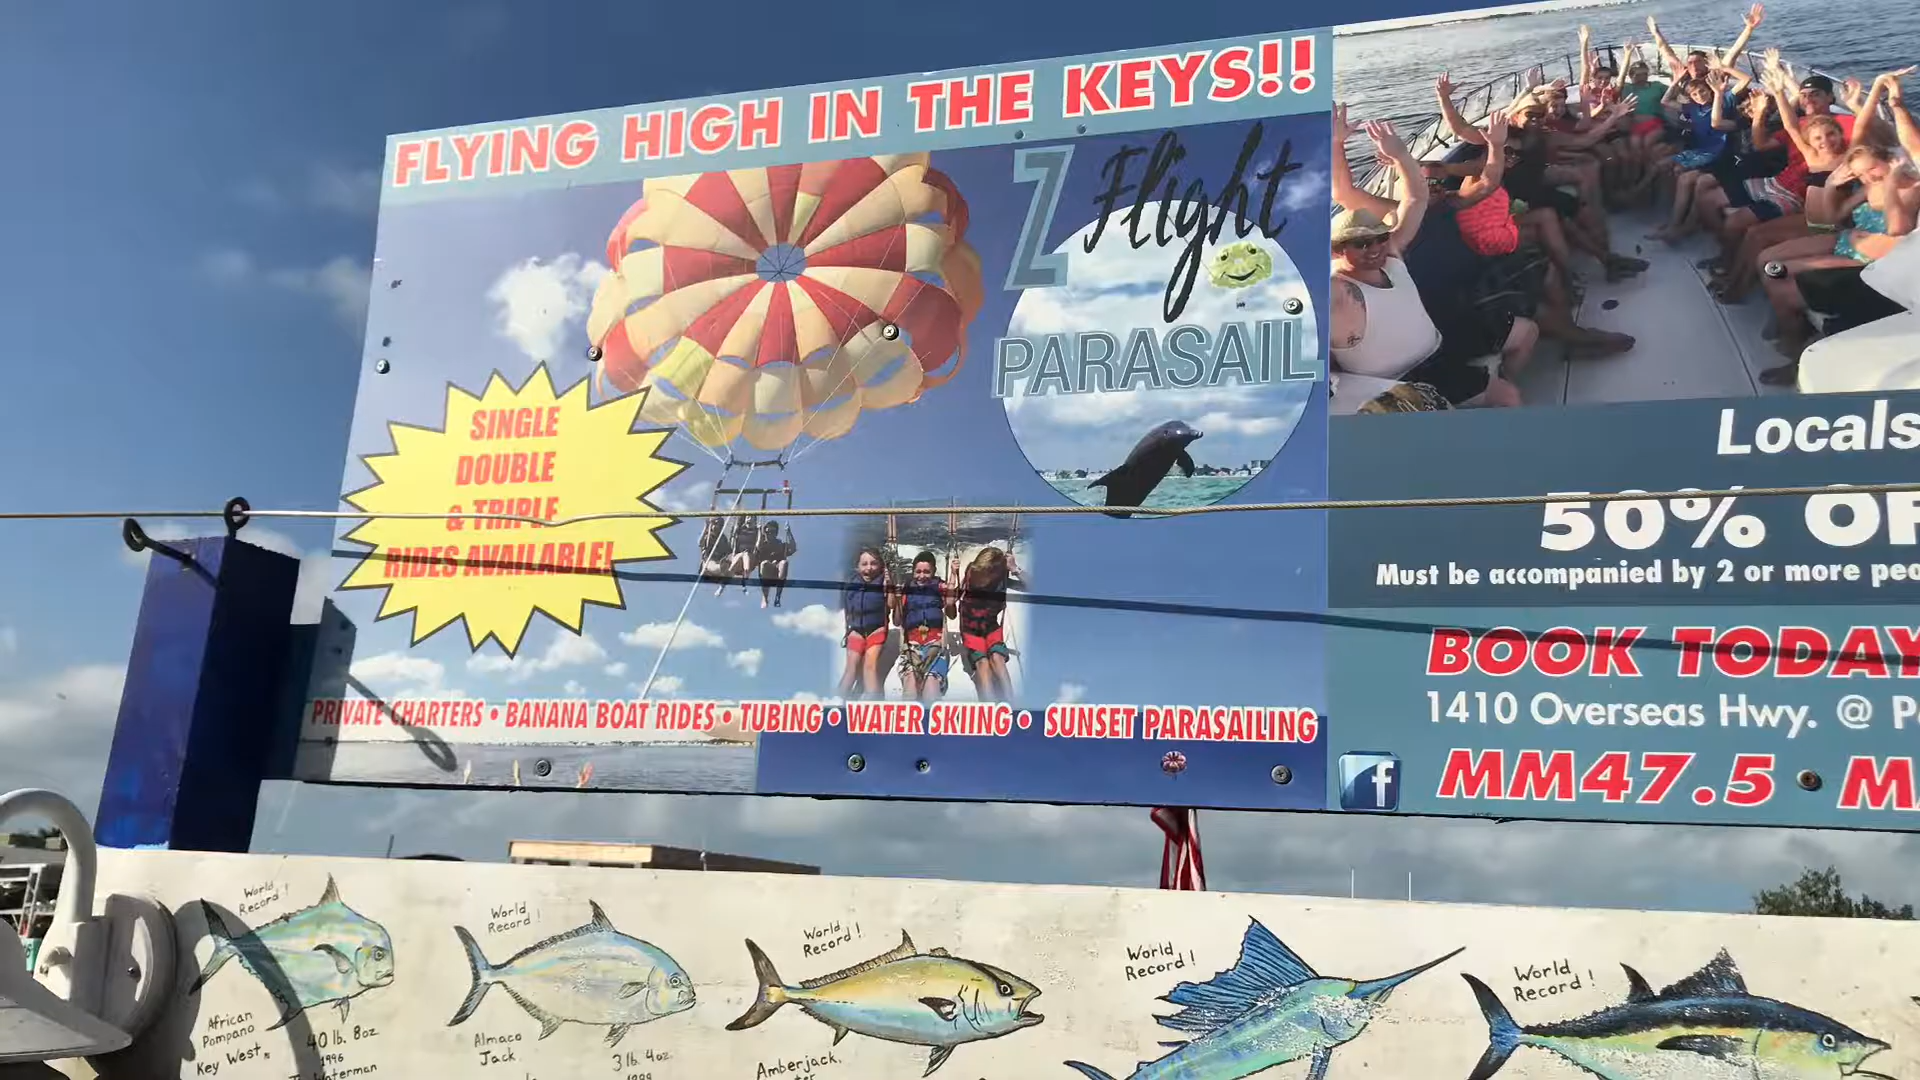 FLYING HIGH IN THE KEYS!!
Z Flight
PARASAIL
SINGLE
DOUBLE
& TRIPLE
RIDES AVAILABLE!
PRIVATE CHARTERS • BANANA BOAT RIDES • TUBING • WATER SKIING • SUNSET PARASAILING
Locals
50%
Must be accompanied by 2 or more
BOOK TODAY
1410 Overseas Hwy. @
f
MM47.5 •
World
Record!
African
Pompano
Key West,
40 lb. 8oz
1996
World
Record!
Almaco
Jack
3 lb. 4oz.
World
Record!
Amberjack,
World
Record!
World
Record!